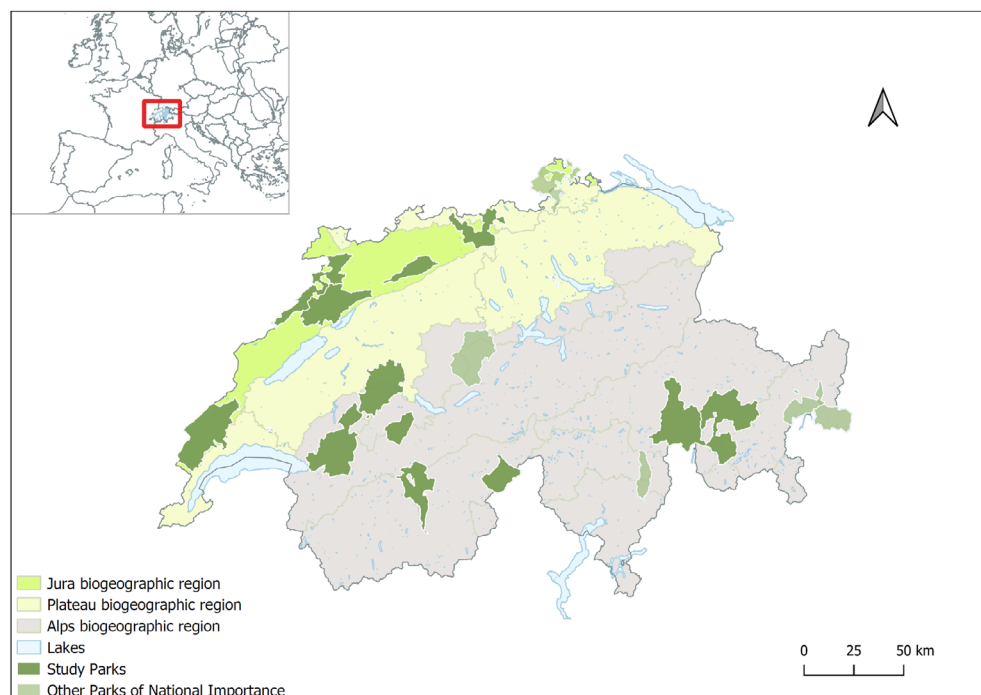 Jura biogeographic region
Plateau biogeographic region
Alps biogeographic region
Lakes
Study Parks
Other Parks of National Importance
0 25 50 km